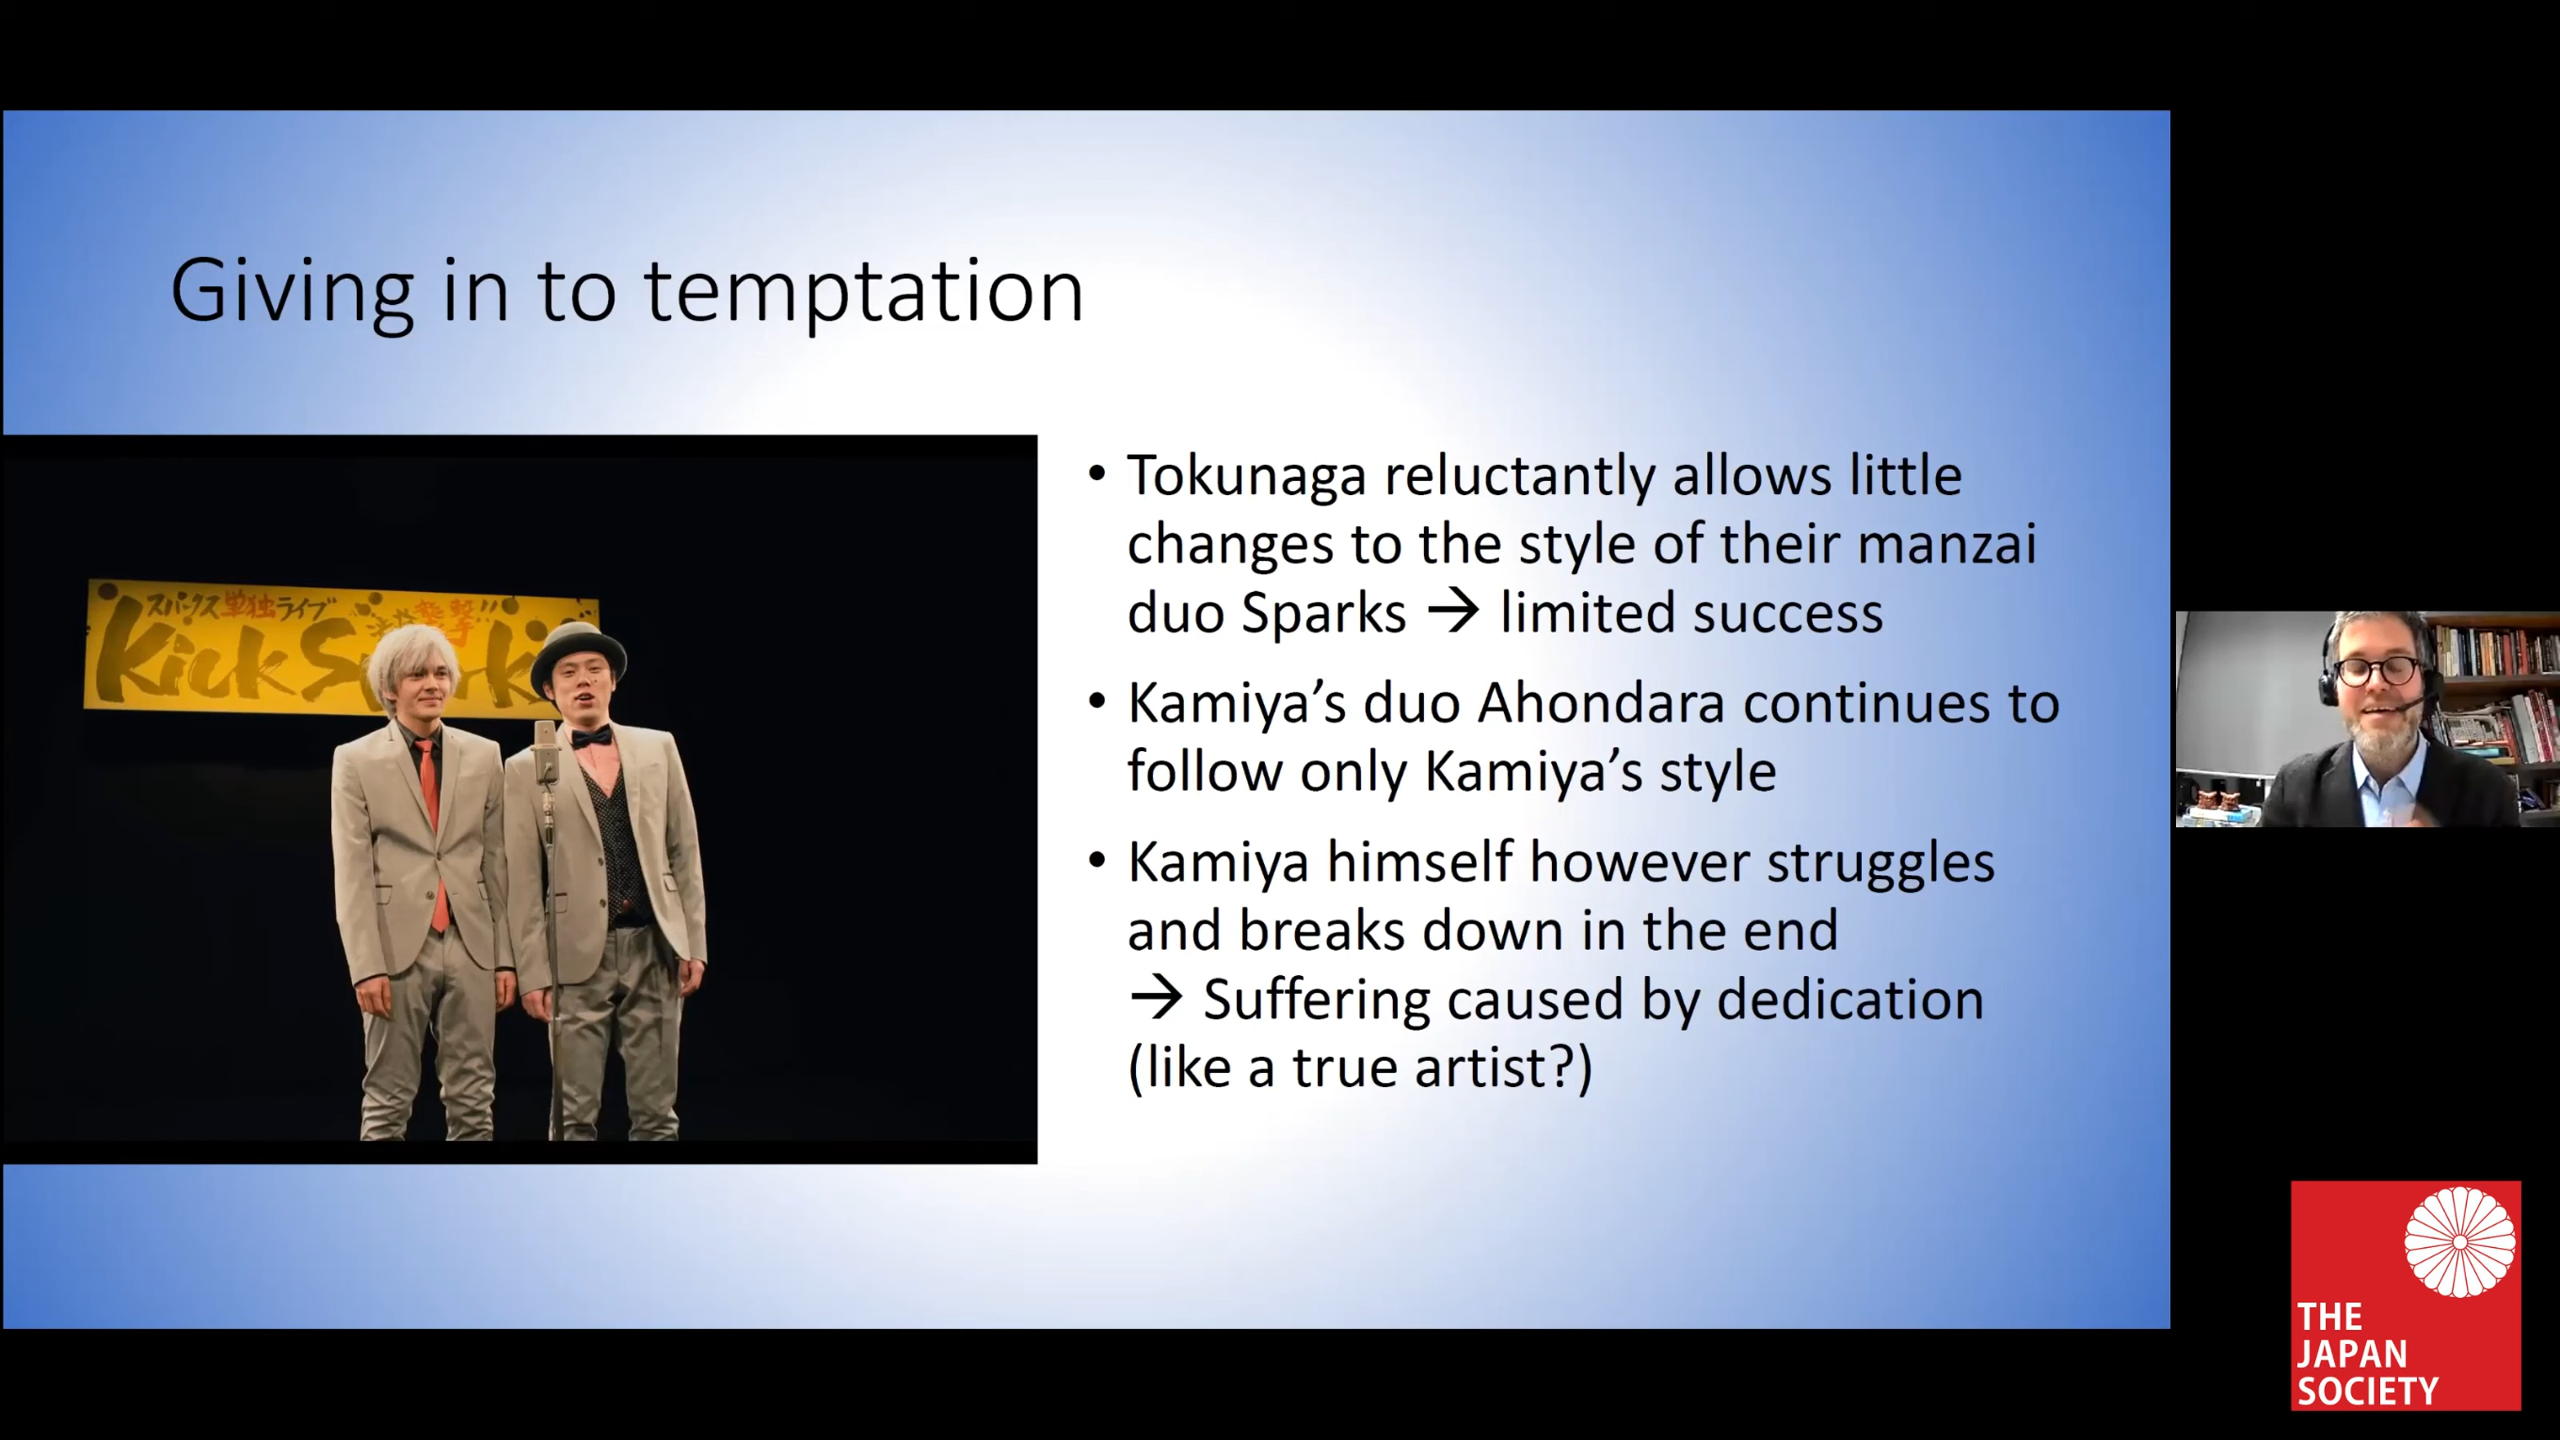 Giving in to temptation
スパークス単独ライブ
Kick Spark
• Tokunaga reluctantly allows little
changes to the style of their manzai
duo Sparks → limited success
• Kamiya’s duo Ahondara continues to
follow only Kamiya’s style
• Kamiya himself however struggles
and breaks down in the end
→ Suffering caused by dedication
(like a true artist?)
THE
JAPAN
SOCIETY